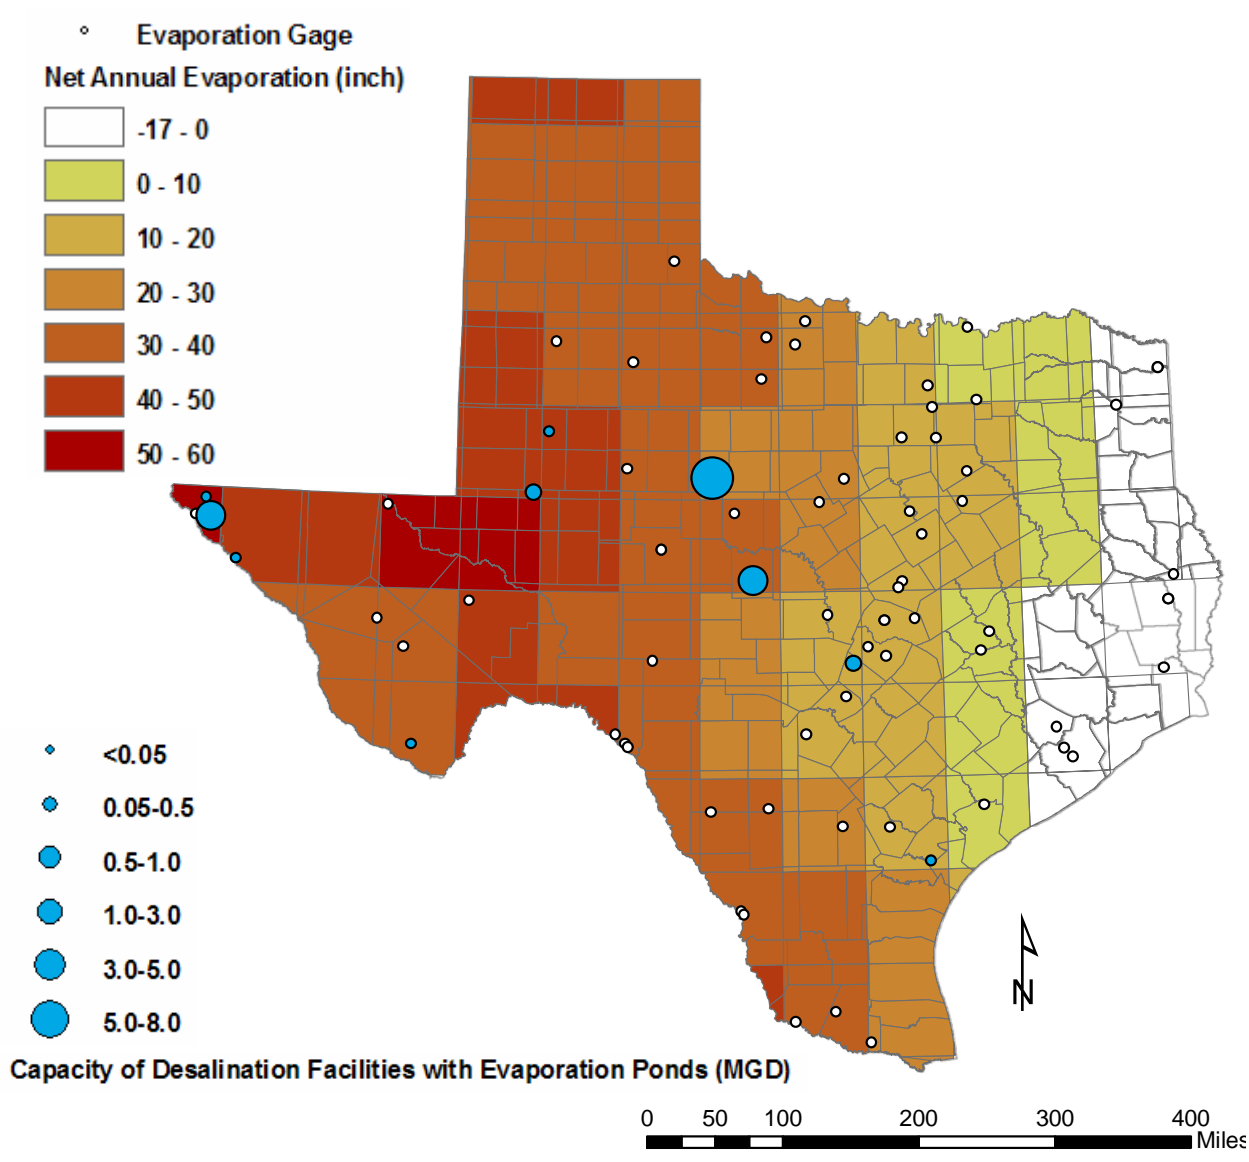 Evaporation Gage
Net Annual Evaporation (inch)
-17 - 0
0 - 10
10 - 20
20 - 30
30 - 40
40 - 50
50 - 60
<0.05
0.05-0.5
0.5-1.0
1.0-3.0
3.0-5.0
5.0-8.0
Capacity of Desalination Facilities with Evaporation Ponds (MGD)
N
0 50 100 200 300 400
Miles